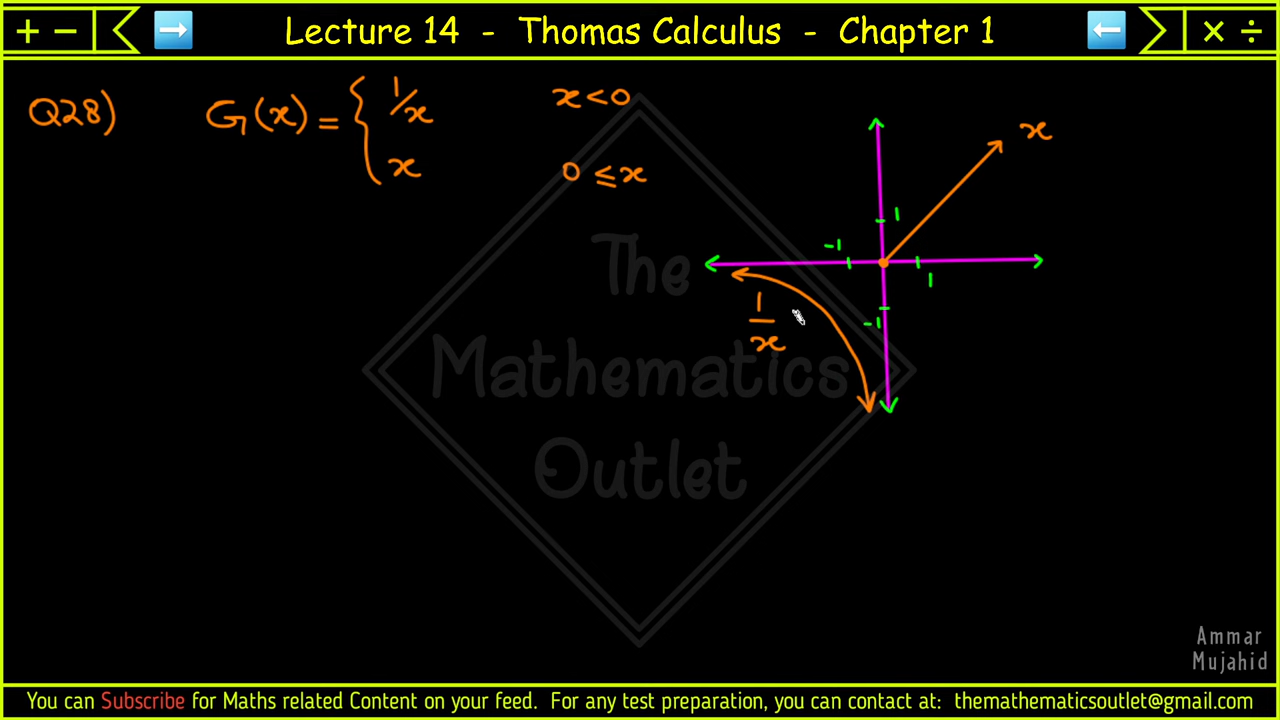 + - ➡ Lecture 14 - Thomas Calculus - Chapter 1 ⬅ × ÷
Q28) G(x) = { 1/x x < 0
x 0 ≤ x
x
1
-1
1
-1
1/x
The
Mathematics
Outlet
Ammar
Mujahid
You can Subscribe for Maths related Content on your feed. For any test preparation, you can contact at: themathematicsoutlet@gmail.com